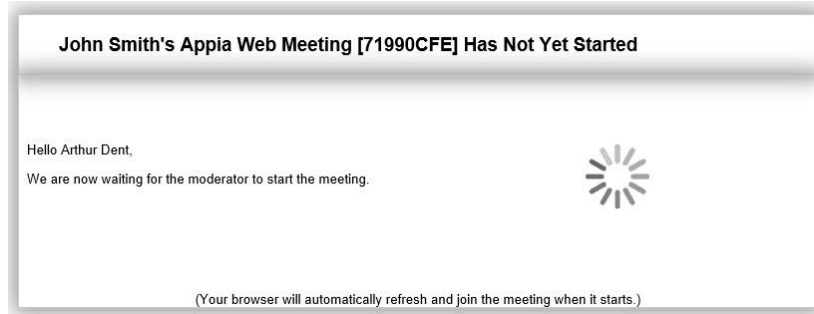 John Smith's Appia Web Meeting [71990CFE] Has Not Yet Started
Hello Arthur Dent,
We are now waiting for the moderator to start the meeting.
(Your browser will automatically refresh and join the meeting when it starts.)